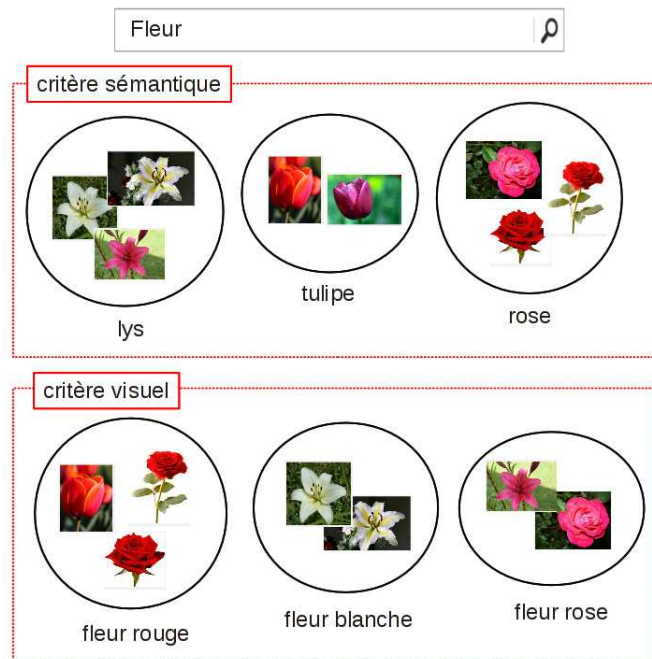 Fleur
critère sémantique
lys
tulipe
rose
critère visuel
fleur rouge
fleur blanche
fleur rose